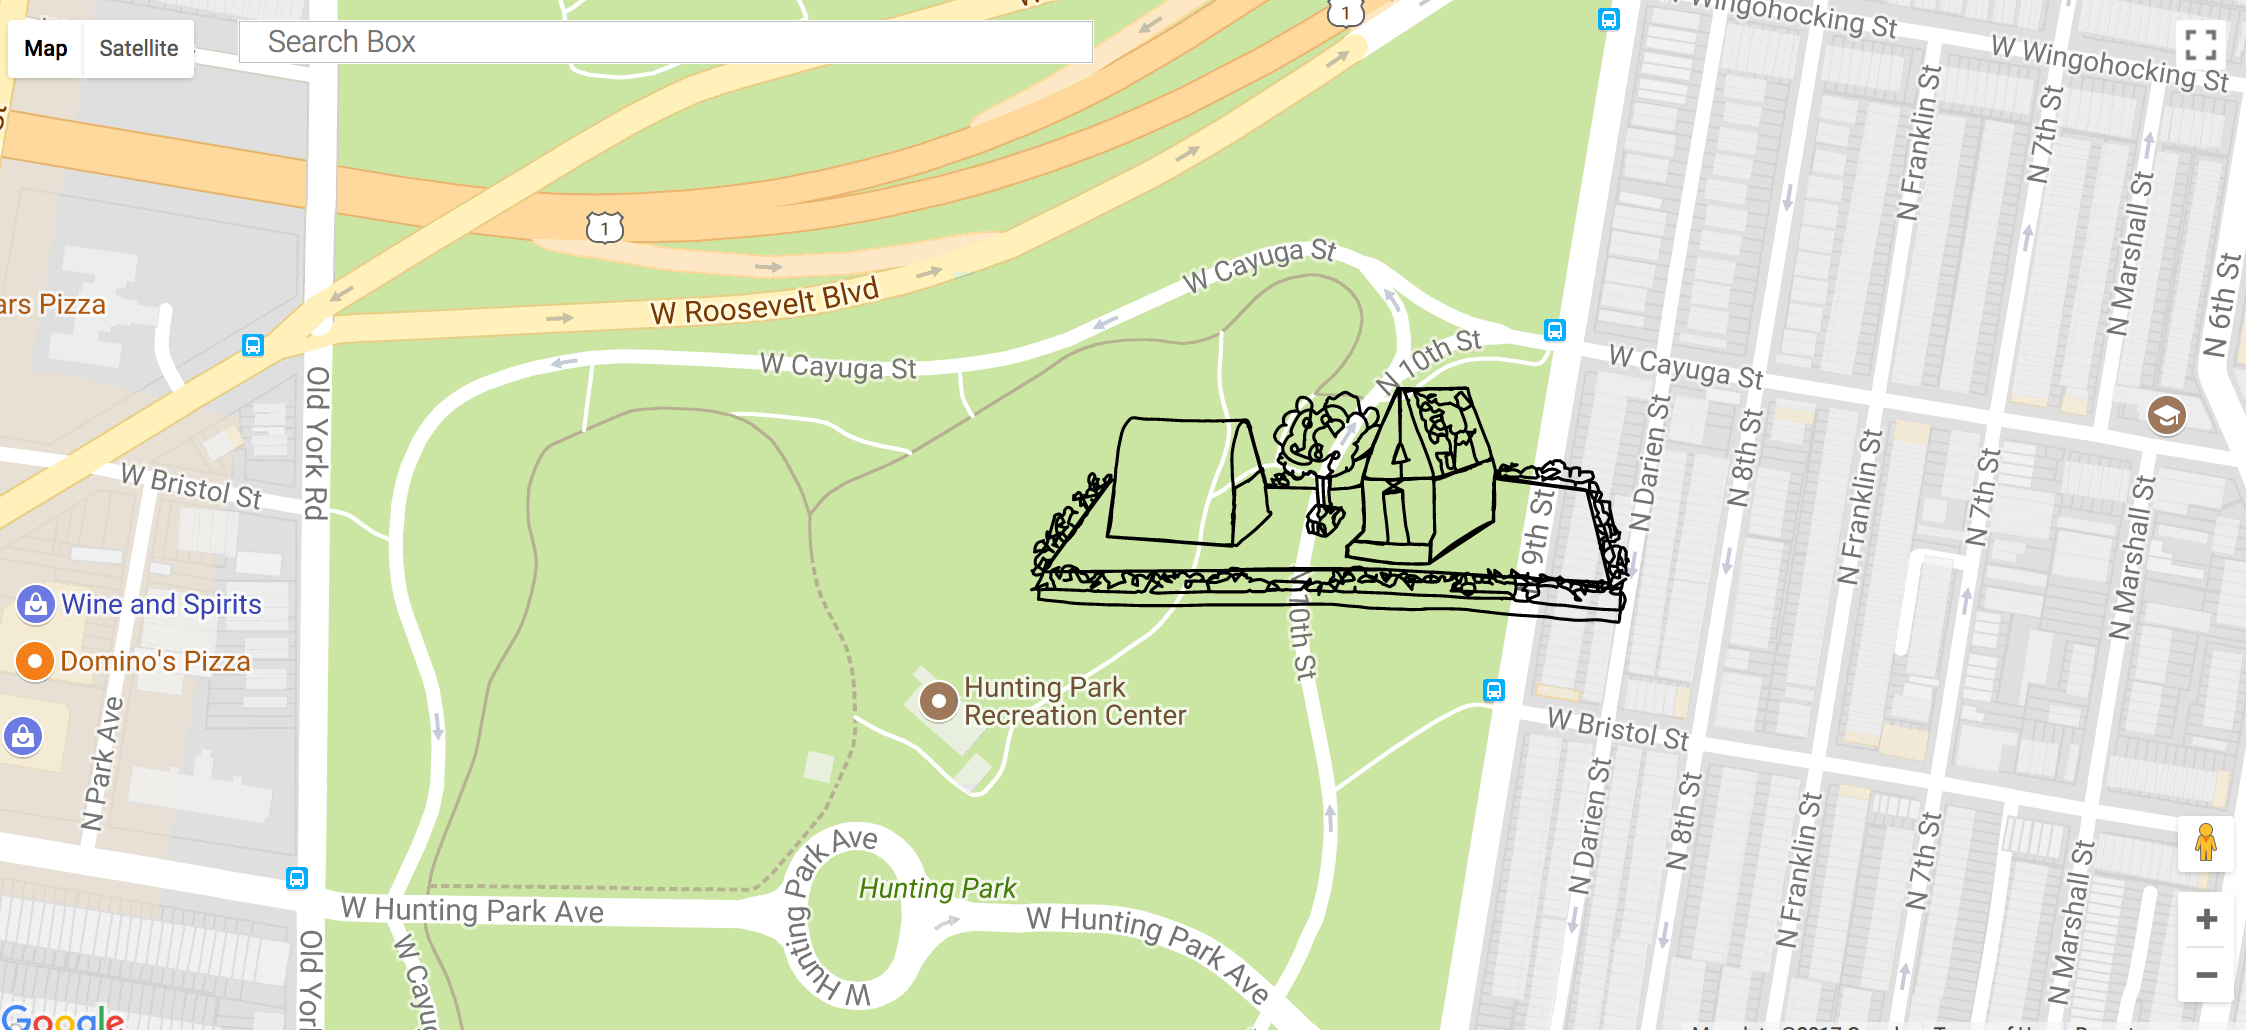 Map
Satellite
Search Box
1
W Wingohocking St
W Wingohocking St
N Franklin St
N 7th St
N Marshall St
N 6th St
1
W Roosevelt Blvd
W Cayuga St
W Cayuga St
N 10th St
W Cayuga St
ars Pizza
Old York Rd
W Bristol St
N Darien St
N 8th St
N Franklin St
N 7th St
N Marshall St
9th St
Wine and Spirits
Domino's Pizza
10th St
Hunting Park
Recreation Center
W Bristol St
N Park Ave
N Darien St
N 8th St
N Franklin St
N 7th St
N Marshall St
Hunting Park Ave
W Hunt
Hunting Park
W Hunting Park Ave
W Hunting Park Ave
Old York
W Cayug
Google